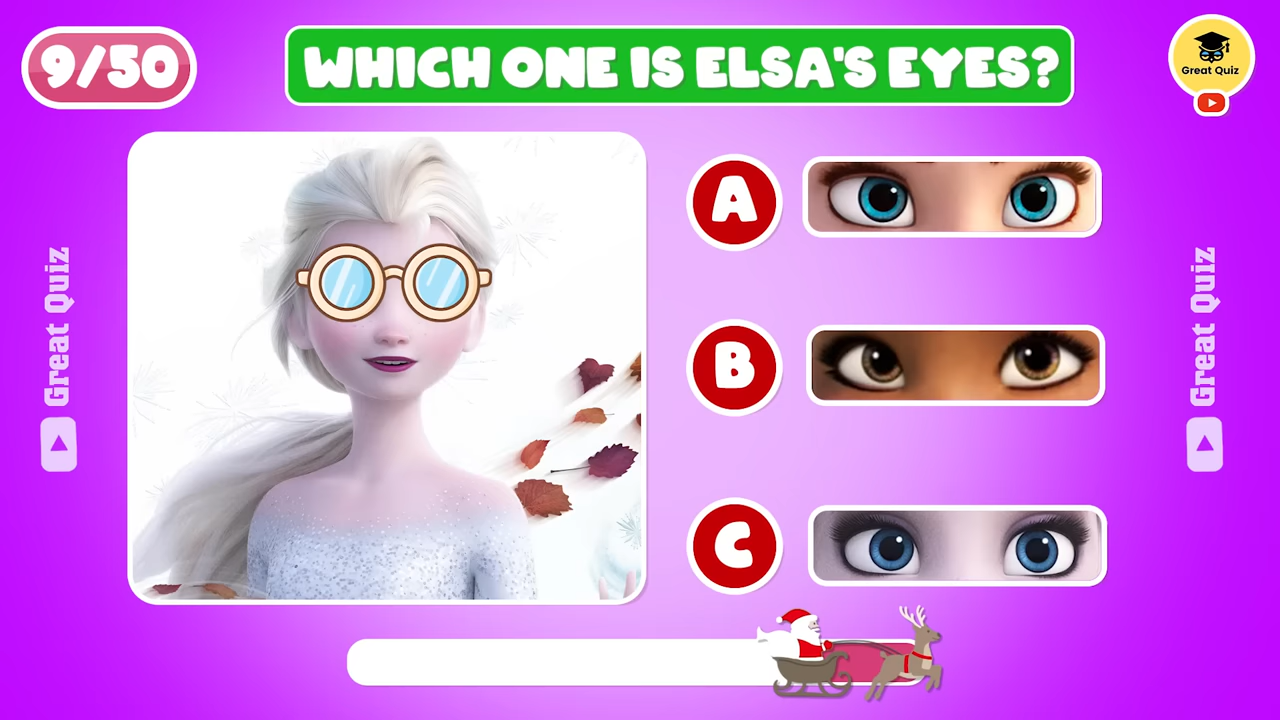 9/50
WHICH ONE IS ELSA'S EYES?
Great Quiz
Great Quiz
A
B
C
Great Quiz